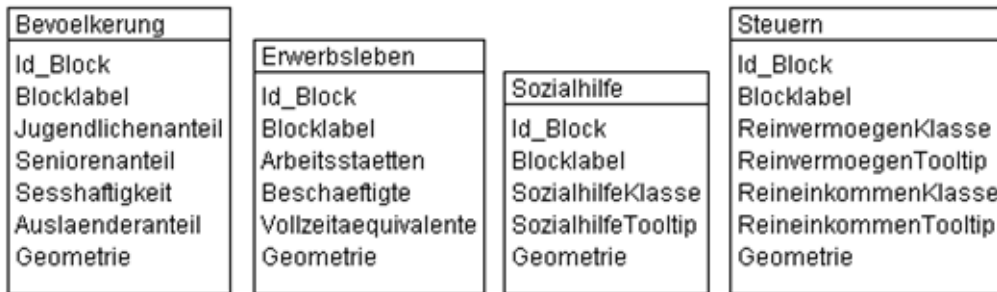 Bevoelkerung
Id_Block
Blocklabel
Jugendlichenanteil
Seniorenanteil
Sesshaftigkeit
Auslaenderanteil
Geometrie
Erwerbsleben
Id_Block
Blocklabel
Arbeitsstaetten
Beschaeftigte
Vollzeitaequivalente
Geometrie
Sozialhilfe
Id_Block
Blocklabel
SozialhilfeKlasse
SozialhilfeTooltip
Geometrie
Steuern
Id_Block
Blocklabel
ReinvermoegenKlasse
ReinvermoegenTooltip
ReineinkommenKlasse
ReineinkommenTooltip
Geometrie